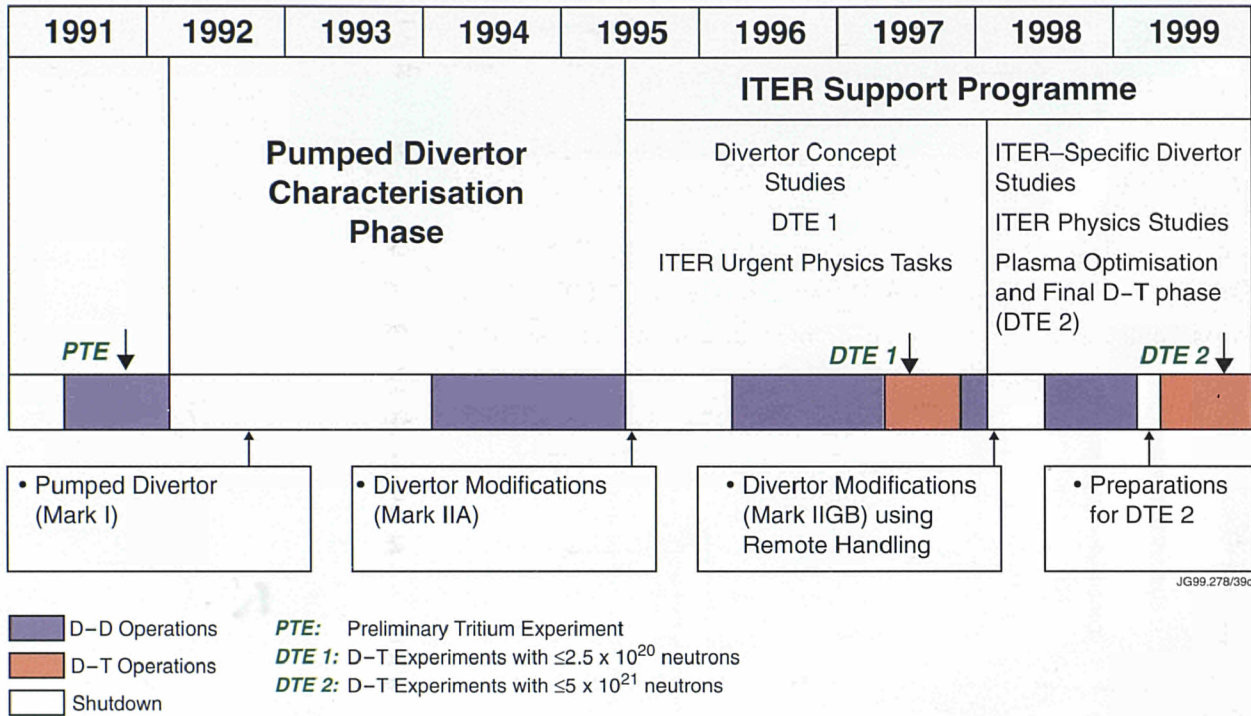 1991 1992 1993 1994 1995 1996 1997 1998 1999
ITER Support Programme
Pumped Divertor
Characterisation
Phase
Divertor Concept
Studies
DTE 1
ITER Urgent Physics Tasks
ITER–Specific Divertor
Studies
ITER Physics Studies
Plasma Optimisation
and Final D–T phase
(DTE 2)
PTE
DTE 1
DTE 2
• Pumped Divertor
(Mark I)
• Divertor Modifications
(Mark IIA)
• Divertor Modifications
(Mark IIGB) using
Remote Handling
• Preparations
for DTE 2
JG99.278/39c
D–D Operations
D–T Operations
Shutdown
PTE: Preliminary Tritium Experiment
DTE 1: D–T Experiments with ≤2.5 x 10²⁰ neutrons
DTE 2: D–T Experiments with ≤5 x 10²¹ neutrons